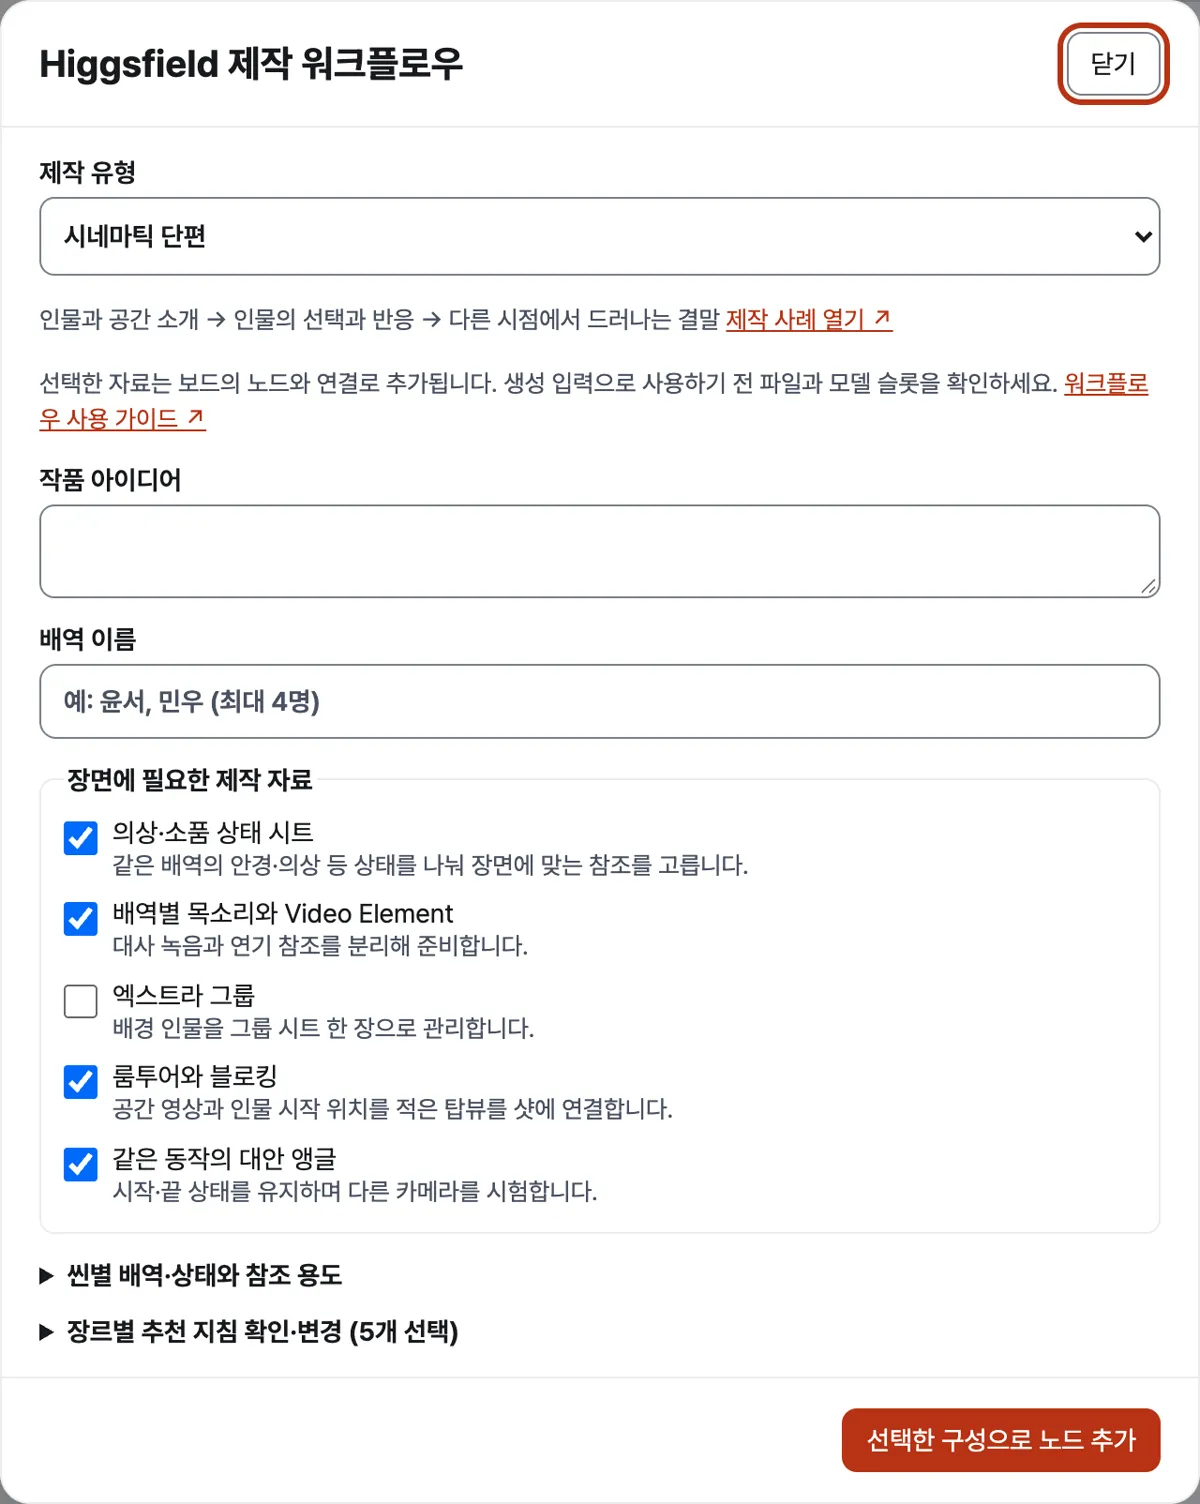 Higgsfield 제작 워크플로우
닫기
제작 유형
시네마틱 단편
인물과 공간 소개 → 인물의 선택과 반응 → 다른 시점에서 드러나는 결말 제작 사례 열기 ↗
선택한 자료는 보드의 노드와 연결로 추가됩니다. 생성 입력으로 사용하기 전 파일과 모델 슬롯을 확인하세요. 워크플로
우 사용 가이드 ↗
작품 아이디어
배역 이름
예: 윤서, 민우 (최대 4명)
장면에 필요한 제작 자료
의상·소품 상태 시트
같은 배역의 안경·의상 등 상태를 나눠 장면에 맞는 참조를 고릅니다.
배역별 목소리와 Video Element
대사 녹음과 연기 참조를 분리해 준비합니다.
엑스트라 그룹
배경 인물을 그룹 시트 한 장으로 관리합니다.
룸투어와 블로킹
공간 영상과 인물 시작 위치를 적은 탑뷰를 샷에 연결합니다.
같은 동작의 대안 앵글
시작·끝 상태를 유지하며 다른 카메라를 시험합니다.
▶ 씬별 배역·상태와 참조 용도
▶ 장르별 추천 지침 확인·변경 (5개 선택)
선택한 구성으로 노드 추가